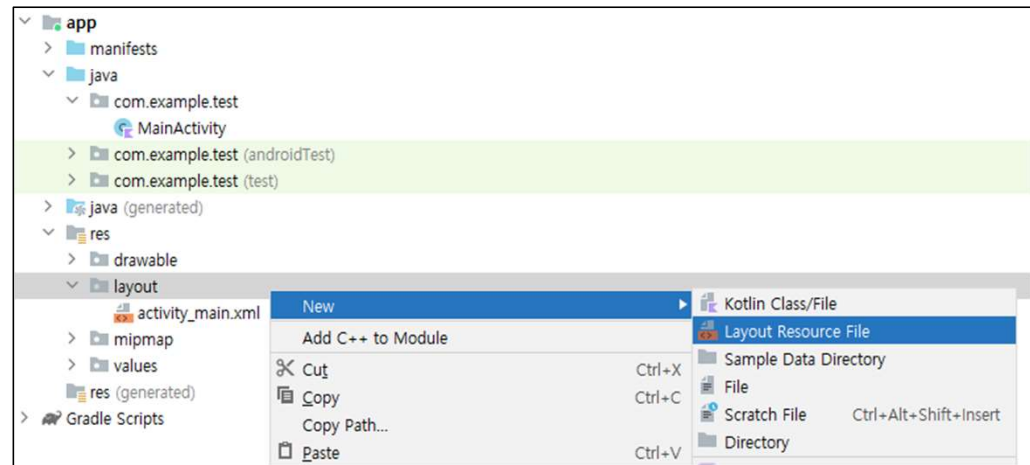 app
manifests
java
com.example.test
MainActivity
com.example.test (androidTest)
com.example.test (test)
java (generated)
res
drawable
layout
activity_main.xml
mipmap
values
res (generated)
Gradle Scripts
New
Add C++ to Module
Cut Ctrl+X
Copy Ctrl+C
Copy Path...
Paste Ctrl+V
Kotlin Class/File
Layout Resource File
Sample Data Directory
File
Scratch File Ctrl+Alt+Shift+Insert
Directory